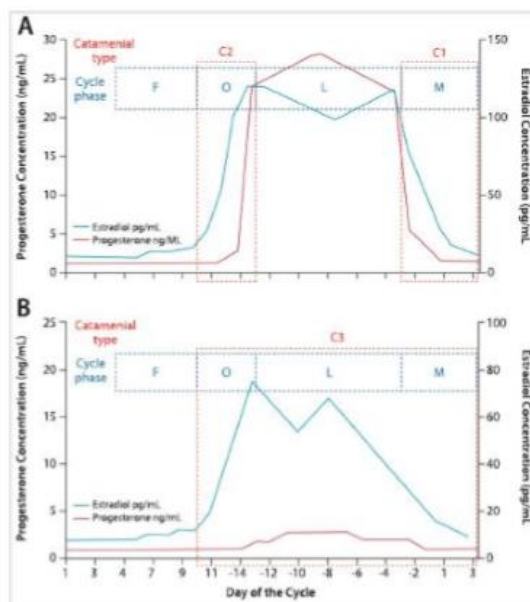 A
Catamenial type
C2
C1
Cycle phase
F
O
L
M
Progesterone Concentration (ng/mL)
30
25
20
15
10
5
0
Estradiol Concentration (pg/mL)
150
100
50
0
Estradiol pg/mL
Progesterone ng/ML
B
Catamenial type
C3
Cycle phase
F
O
L
M
Progesterone Concentration (ng/mL)
25
20
15
10
5
0
Estradiol Concentration (pg/mL)
100
80
60
40
20
0
Estradiol pg/mL
Progesterone ng/mL
1 3 4 7 9 11 -14 -12 -10 -8 -6 -4 -2 1 3
Day of the Cycle